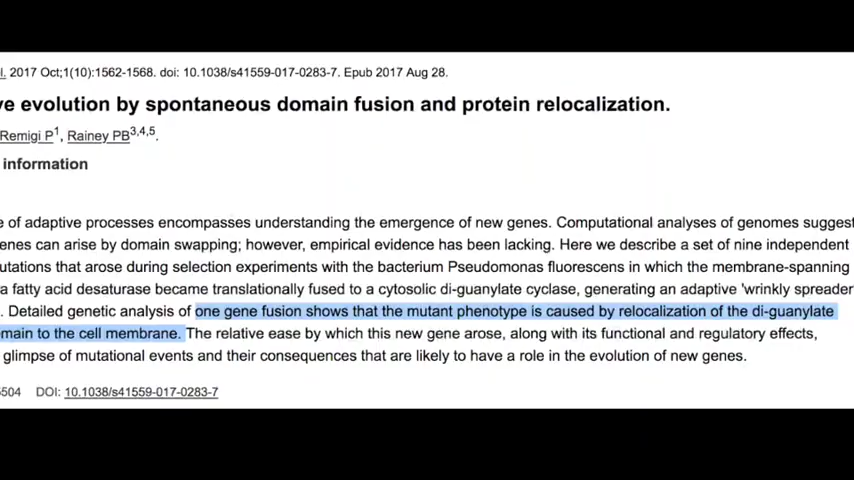 l. 2017 Oct;1(10):1562-1568. doi: 10.1038/s41559-017-0283-7. Epub 2017 Aug 28.
ve evolution by spontaneous domain fusion and protein relocalization.
Remigi P1, Rainey PB3,4,5.
information
e of adaptive processes encompasses understanding the emergence of new genes. Computational analyses of genomes suggest
enes can arise by domain swapping; however, empirical evidence has been lacking. Here we describe a set of nine independent
utations that arose during selection experiments with the bacterium Pseudomonas fluorescens in which the membrane-spanning
a fatty acid desaturase became translationally fused to a cytosolic di-guanylate cyclase, generating an adaptive 'wrinkly spreader
. Detailed genetic analysis of one gene fusion shows that the mutant phenotype is caused by relocalization of the di-guanylate
main to the cell membrane. The relative ease by which this new gene arose, along with its functional and regulatory effects,
glimpse of mutational events and their consequences that are likely to have a role in the evolution of new genes.
5504 DOI: 10.1038/s41559-017-0283-7